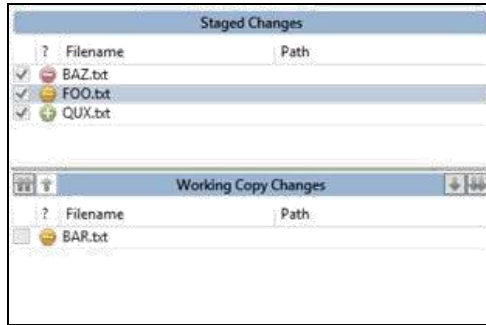 Staged Changes
? Filename Path
BAZ.txt
FOO.txt
QUX.txt
Working Copy Changes
? Filename Path
BAR.txt